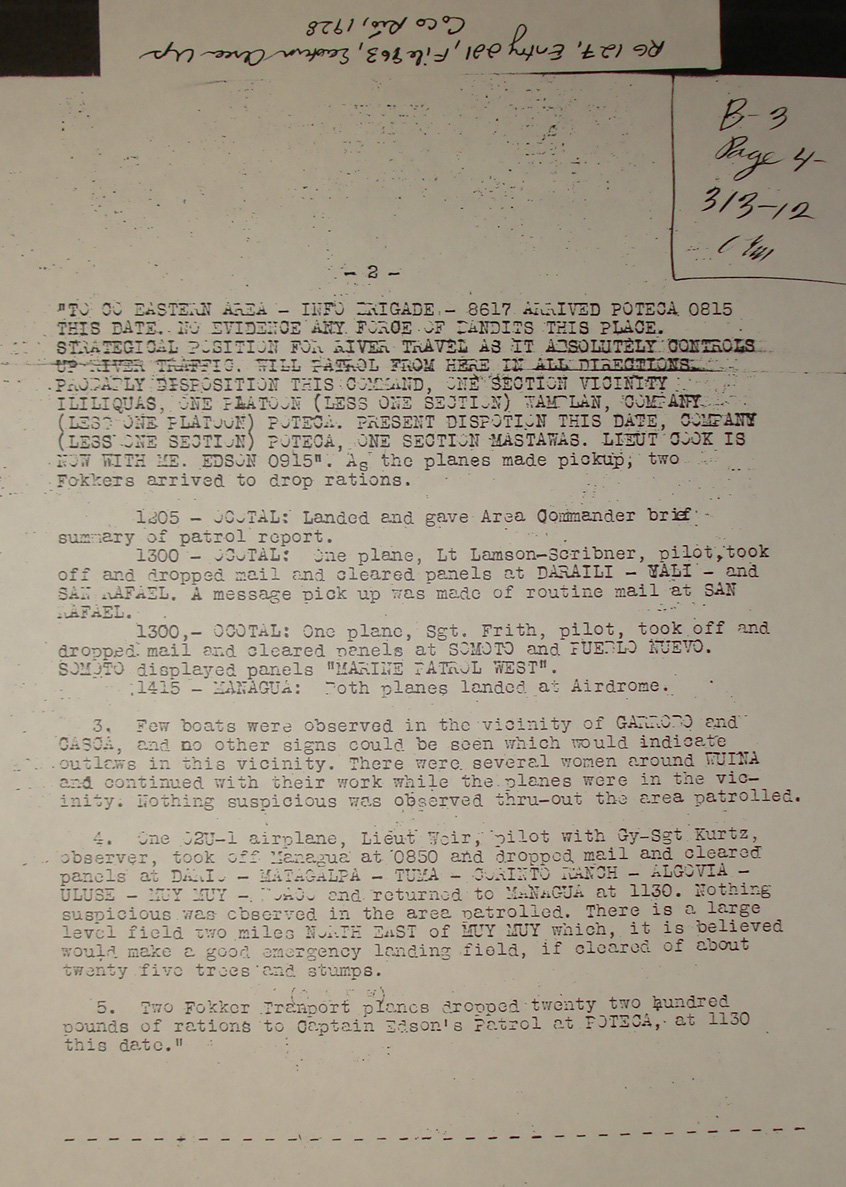 RG 127, Entry 221, File 863, Eastern Area Up
Coco Rio, 1928
B-3
Page 4-
313-12
- 2 -
"TO CO EASTERN AREA - INFO BRIGADE - 8617 ARRIVED POTECA 0815
THIS DATE. NO EVIDENCE ANY FORCE OF BANDITS THIS PLACE.
STRATEGICAL POSITION FOR RIVER TRAVEL AS IT ABSOLUTELY CONTROLS
UP RIVER TRAFFIC. WILL PATROL FROM HERE IN ALL DIRECTIONS.
PROBABLY DISPOSITION THIS COMMAND, ONE SECTION VICINITY
ILILIQUAS, ONE PLATOON (LESS ONE SECTION) WAMPLAN, COMPANY
(LESS ONE PLATOON) POTECA. PRESENT DISPOTION THIS DATE, COMPANY
(LESS ONE SECTION) POTECA, ONE SECTION MASTAWAS. LIEUT COOK IS
NOW WITH ME. EDSON 0915". As the planes made pickup, two
Fokkers arrived to drop rations.
1205 - OCOTAL: Landed and gave Area Commander brief
summary of patrol report.
1300 - OCOTAL: One plane, Lt Lamson-Scribner, pilot, took
off and dropped mail and cleared panels at DARAILI - YALI - and
SAN RAFAEL. A message pick up was made of routine mail at SAN
RAFAEL.
1300,- OCOTAL: One plane, Sgt. Frith, pilot, took off and
dropped mail and cleared panels at SOMOTO and PUEBLO NUEVO.
SOMOTO displayed panels "MARINE PATROL WEST".
1415 - MANAGUA: Both planes landed at Airdrome.
3. Few boats were observed in the vicinity of GARROBO and
CASCA, and no other signs could be seen which would indicate
outlaws in this vicinity. There were several women around WUINA
and continued with their work while the planes were in the vic-
inity. Nothing suspicious was observed thru-out the area patrolled.
4. One O2U-1 airplane, Lieut Weir, pilot with Gy-Sgt Kurtz,
observer, took off Managua at 0850 and dropped mail and cleared
panels at DARIO - MATAGALPA - TUMA - CORINTO RANCH - ALGOVIA -
ULUSE - MUY MUY - BOACO and returned to MANAGUA at 1130. Nothing
suspicious was observed in the area patrolled. There is a large
level field two miles NORTH EAST of MUY MUY which, it is believed
would make a good emergency landing field, if cleared of about
twenty five trees and stumps.
5. Two Fokker Tranport planes dropped twenty two hundred
pounds of rations to Captain Edson's Patrol at POTECA, at 1130
this date."